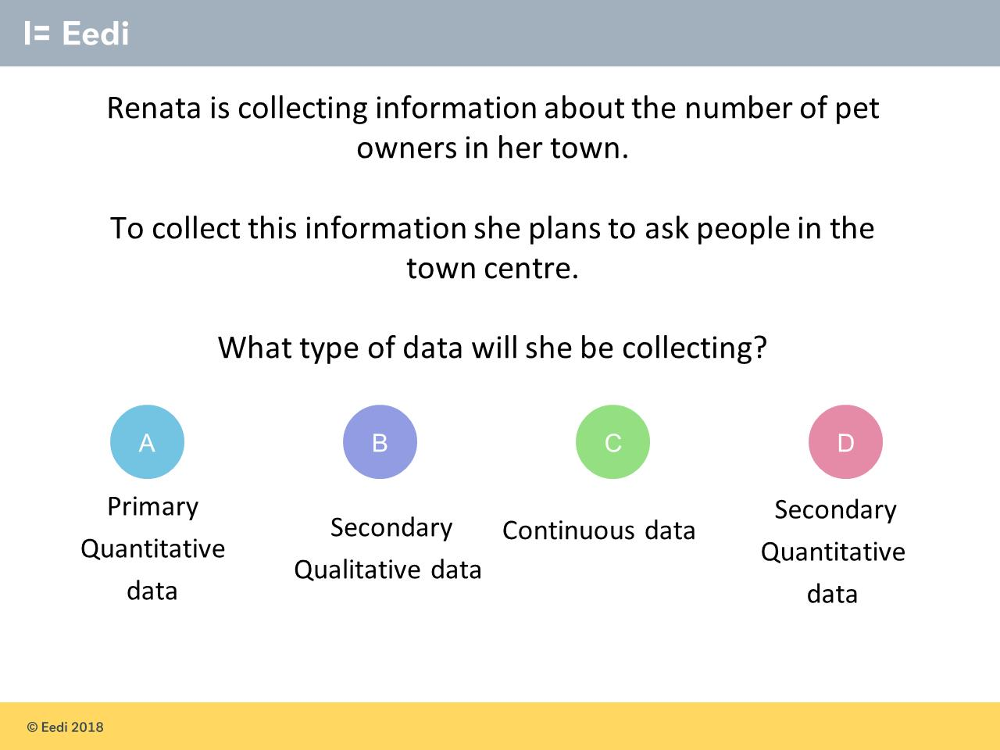 Eedi
Renata is collecting information about the number of pet
owners in her town.
To collect this information she plans to ask people in the
town centre.
What type of data will she be collecting?
A
Primary
Quantitative
data
B
Secondary
Qualitative data
C
Continuous data
D
Secondary
Quantitative
data
© Eedi 2018